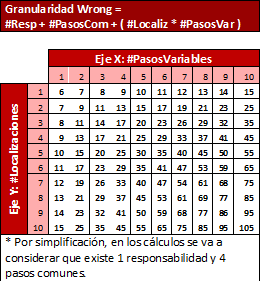 Granularidad Wrong =
#Resp + #PasosCom + ( #Localiz * #PasosVar )
Eje X: #PasosVariables
1 2 3 4 5 6 7 8 9 10
Eje Y: #Localizaciones
1 6 7 8 9 10 11 12 13 14 15
2 7 9 11 13 15 17 19 21 23 25
3 8 11 14 17 20 23 26 29 32 35
4 9 13 17 21 25 29 33 37 41 45
5 10 15 20 25 30 35 40 45 50 55
6 11 17 23 29 35 41 47 53 59 65
7 12 19 26 33 40 47 54 61 68 75
8 13 21 29 37 45 53 61 69 77 85
9 14 23 32 41 50 59 68 77 86 95
10 15 25 35 45 55 65 75 85 95 105
* Por simplificación, en los cálculos se va a
considerar que existe 1 responsabilidad y 4
pasos comunes.